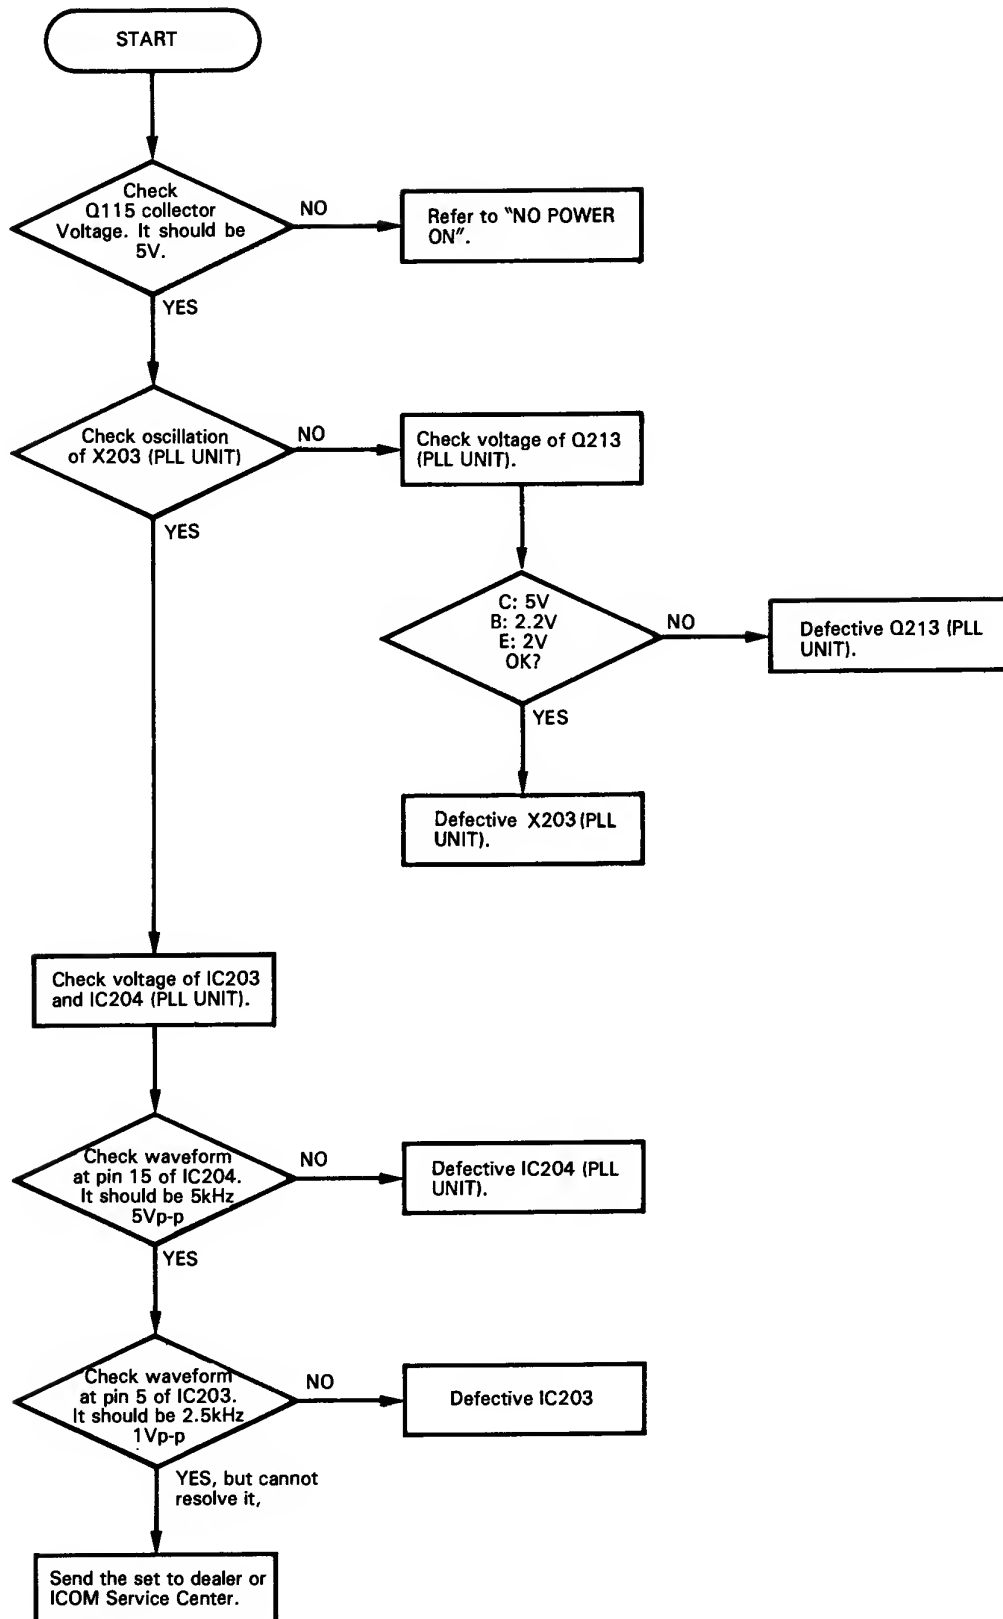 START
Check
Q115 collector
Voltage. It should be
5V.
NO
Refer to "NO POWER
ON".
YES
Check oscillation
of X203 (PLL UNIT)
NO
Check voltage of Q213
(PLL UNIT).
YES
C: 5V
B: 2.2V
E: 2V
OK?
NO
Defective Q213 (PLL
UNIT).
YES
Defective X203 (PLL
UNIT).
Check voltage of IC203
and IC204 (PLL UNIT).
Check waveform
at pin 15 of IC204.
It should be 5kHz
5Vp-p
NO
Defective IC204 (PLL
UNIT).
YES
Check waveform
at pin 5 of IC203.
It should be 2.5kHz
1Vp-p
NO
Defective IC203
YES, but cannot
resolve it,
Send the set to dealer or
ICOM Service Center.